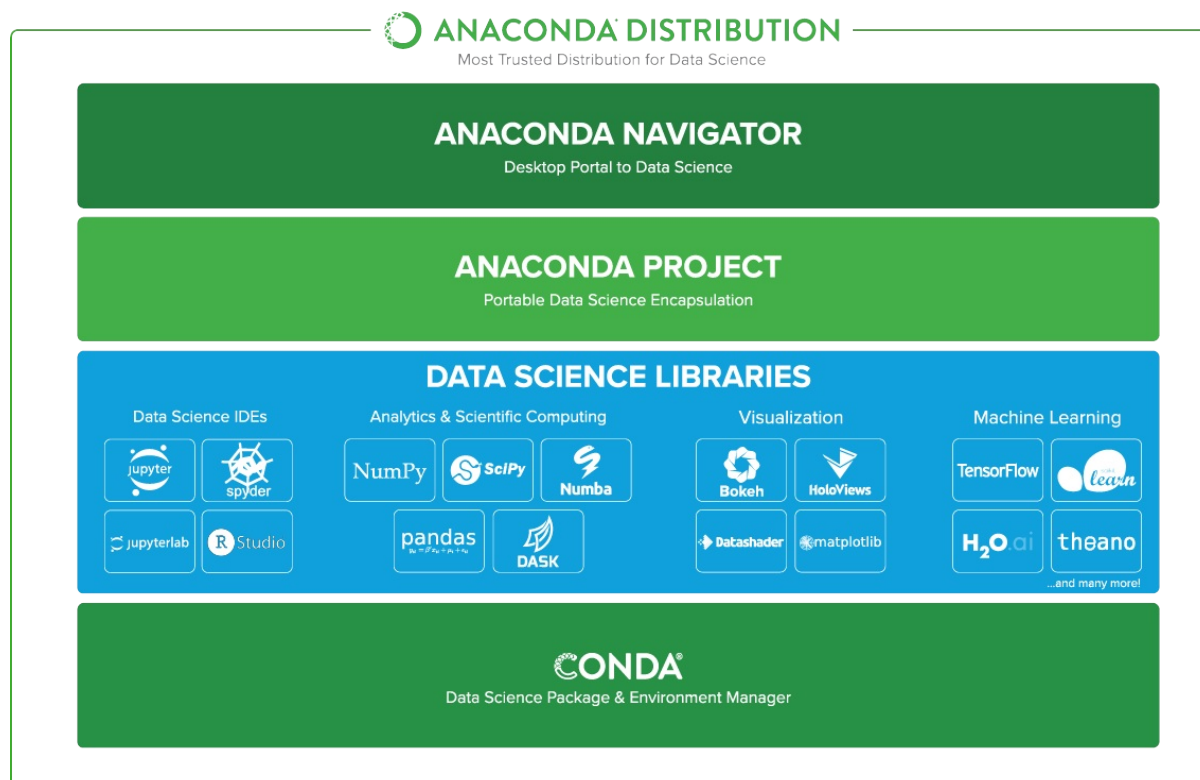 ANACONDA® DISTRIBUTION
Most Trusted Distribution for Data Science
ANACONDA NAVIGATOR
Desktop Portal to Data Science
ANACONDA PROJECT
Portable Data Science Encapsulation
DATA SCIENCE LIBRARIES
Data Science IDEs
jupyter
spyder
jupyterlab
R Studio
Analytics & Scientific Computing
NumPy
SciPy
Numba
pandas
DASK
Visualization
Bokeh
HoloViews
Datashader
matplotlib
Machine Learning
TensorFlow
learn
H2O.ai
theano
...and many more!
CONDA®
Data Science Package & Environment Manager